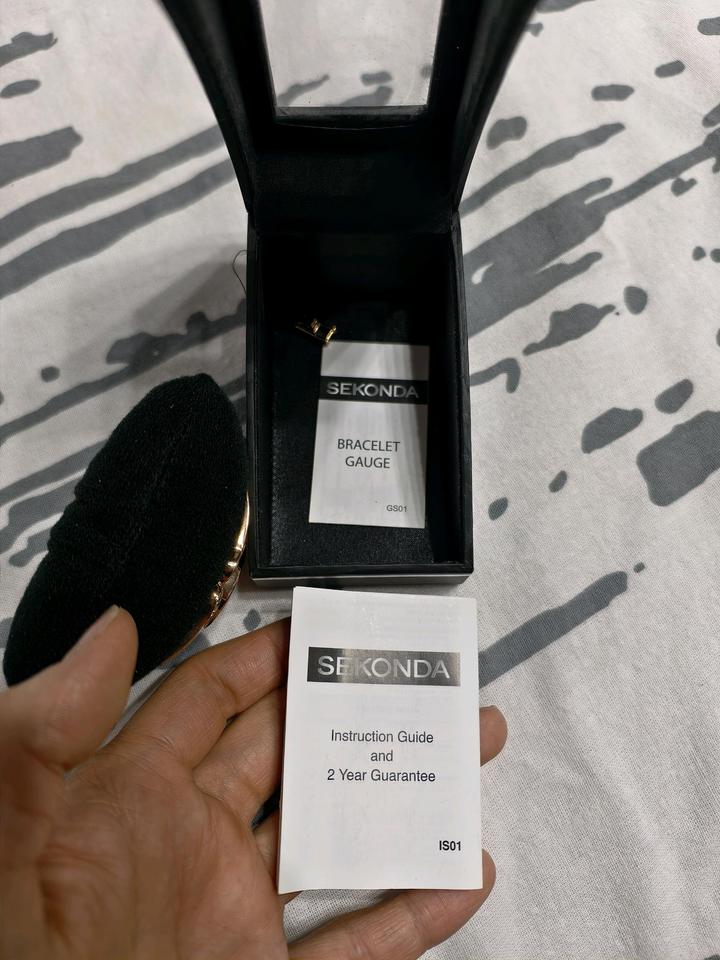 SEKONDA
BRACELET
GAUGE
GS01
SEKONDA
Instruction Guide
and
2 Year Guarantee
IS01